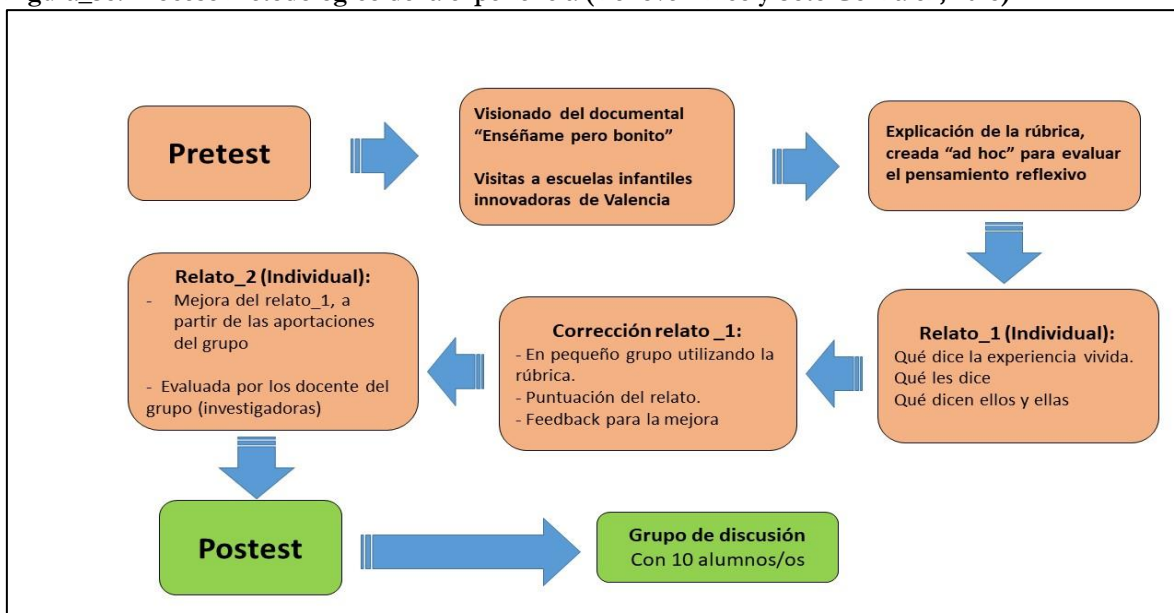 Pretest
Visionado del documental
“Enséñame pero bonito”
Visitas a escuelas infantiles
innovadoras de Valencia
Explicación de la rúbrica,
creada “ad hoc” para evaluar
el pensamiento reflexivo
Relato_1 (Individual):
Qué dice la experiencia vivida.
Qué les dice
Qué dicen ellos y ellas
Corrección relato _1:
- En pequeño grupo utilizando la
rúbrica.
- Puntuación del relato.
- Feedback para la mejora
Relato_2 (Individual):
- Mejora del relato_1, a
partir de las aportaciones
del grupo
- Evaluada por los docente del
grupo (investigadoras)
Postest
Grupo de discusión
Con 10 alumnos/os